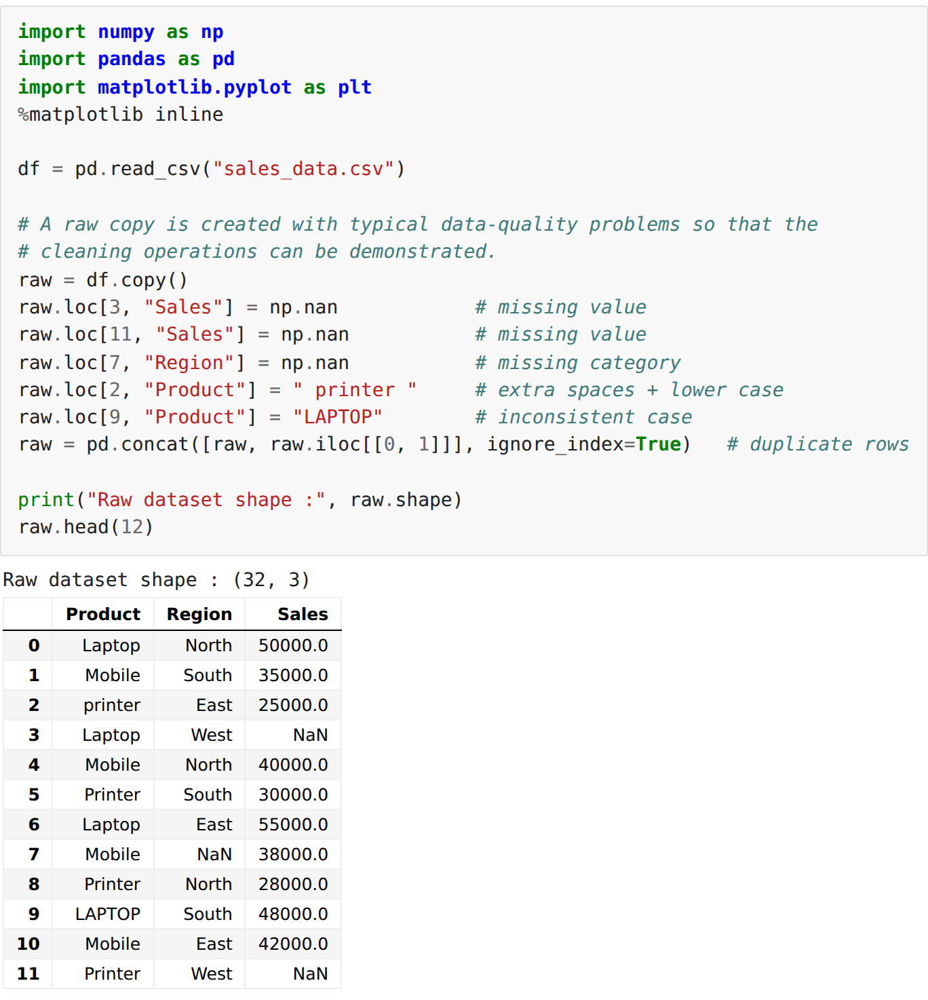 import numpy as np
import pandas as pd
import matplotlib.pyplot as plt
%matplotlib inline

df = pd.read_csv("sales_data.csv")

# A raw copy is created with typical data-quality problems so that the
# cleaning operations can be demonstrated.
raw = df.copy()
raw.loc[3, "Sales"] = np.nan            # missing value
raw.loc[11, "Sales"] = np.nan           # missing value
raw.loc[7, "Region"] = np.nan           # missing category
raw.loc[2, "Product"] = " printer "     # extra spaces + lower case
raw.loc[9, "Product"] = "LAPTOP"        # inconsistent case
raw = pd.concat([raw, raw.iloc[[0, 1]]], ignore_index=True)   # duplicate rows

print("Raw dataset shape :", raw.shape)
raw.head(12)
Raw dataset shape : (32, 3)
Product Region Sales
0 Laptop North 50000.0
1 Mobile South 35000.0
2 printer East 25000.0
3 Laptop West NaN
4 Mobile North 40000.0
5 Printer South 30000.0
6 Laptop East 55000.0
7 Mobile NaN 38000.0
8 Printer North 28000.0
9 LAPTOP South 48000.0
10 Mobile East 42000.0
11 Printer West NaN